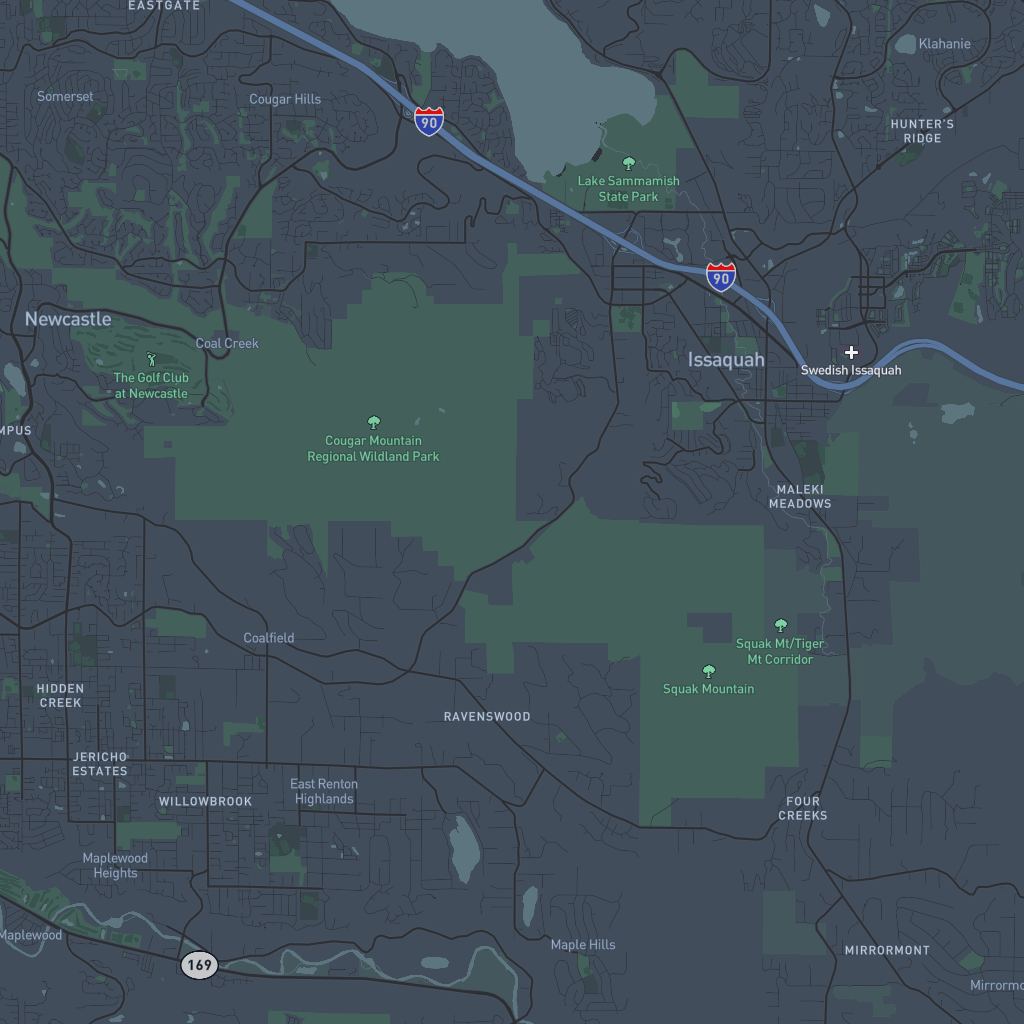 EASTGATE
Klahanie
Somerset
Cougar Hills
90
HUNTER'S
RIDGE
Lake Sammamish
State Park
90
Newcastle
Coal Creek
Issaquah
Swedish Issaquah
The Golf Club
at Newcastle
MPUS
Cougar Mountain
Regional Wildland Park
MALEKI
MEADOWS
Coalfield
Squak Mt/Tiger
Mt Corridor
HIDDEN
CREEK
Squak Mountain
RAVENSWOOD
JERICHO
ESTATES
East Renton
Highlands
WILLOWBROOK
FOUR
CREEKS
Maplewood
Heights
Maplewood
Maple Hills
MIRRORMONT
169
Mirrormo